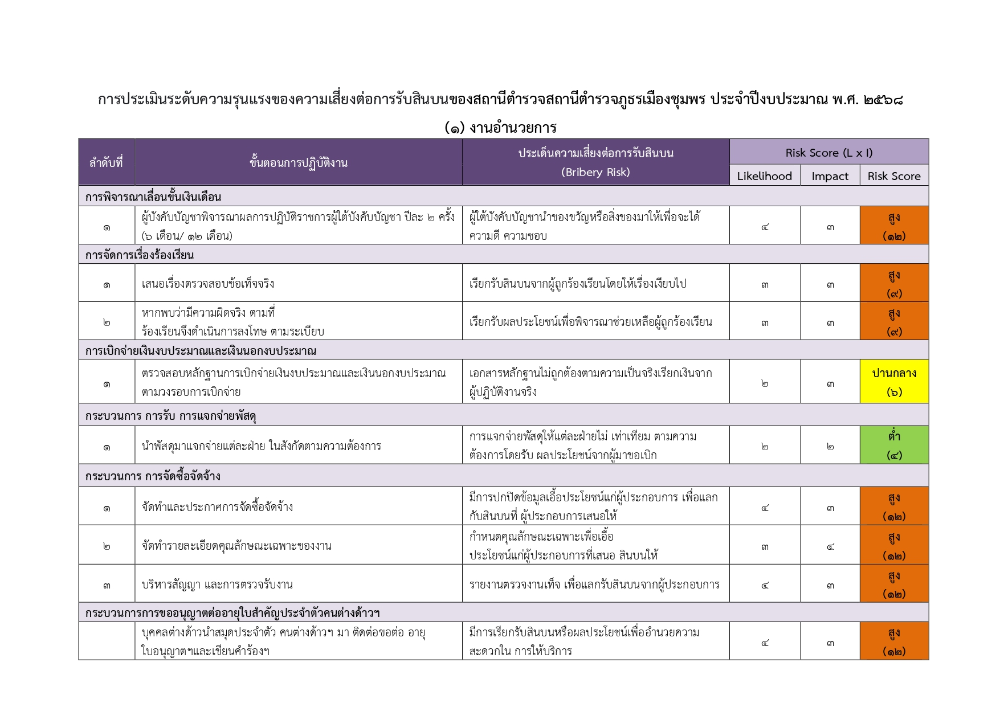 การประเมินระดับความรุนแรงของความเสี่ยงต่อการรับสินบนของสถานีตำรวจสถานีตำรวจภูธรเมืองชุมพร ประจำปีงบประมาณ พ.ศ. ๒๕๖๘
(๑) งานอำนวยการ
ลำดับที่ ขั้นตอนการปฏิบัติงาน ประเด็นความเสี่ยงต่อการรับสินบน Risk Score (L x I)
(Bribery Risk) Likelihood Impact Risk Score
การพิจารณาเลื่อนขั้นเงินเดือน
๑ ผู้บังคับบัญชาพิจารณาผลการปฏิบัติราชการผู้ใต้บังคับบัญชา ปีละ ๒ ครั้ง ผู้ใต้บังคับบัญชานำของขวัญหรือสิ่งของมาให้เพื่อจะได้ ๔ ๓ สูง
(๖ เดือน/ ๑๒ เดือน) ความดี ความชอบ (๑๒)
การจัดการเรื่องร้องเรียน
๑ เสนอเรื่องตรวจสอบข้อเท็จจริง เรียกรับสินบนจากผู้ถูกร้องเรียนโดยให้เรื่องเงียบไป ๓ ๓ สูง
(๙)
๒ หากพบว่ามีความผิดจริง ตามที่ เรียกรับผลประโยชน์เพื่อพิจารณาช่วยเหลือผู้ถูกร้องเรียน ๓ ๓ สูง
ร้องเรียนจึงดำเนินการลงโทษ ตามระเบียบ (๙)
การเบิกจ่ายเงินงบประมาณและเงินนอกงบประมาณ
๑ ตรวจสอบหลักฐานการเบิกจ่ายเงินงบประมาณและเงินนอกงบประมาณ เอกสารหลักฐานไม่ถูกต้องตามความเป็นจริงเรียกเงินจาก ๒ ๓ ปานกลาง
ตามวงรอบการเบิกจ่าย ผู้ปฏิบัติงานจริง (๖)
กระบวนการ การรับ การแจกจ่ายพัสดุ
๑ นำพัสดุมาแจกจ่ายแต่ละฝ่าย ในสังกัดตามความต้องการ การแจกจ่ายพัสดุให้แต่ละฝ่ายไม่ เท่าเทียม ตามความ ๒ ๒ ต่ำ
ต้องการโดยรับ ผลประโยชน์จากผู้มาขอเบิก (๔)
กระบวนการ การจัดซื้อจัดจ้าง
๑ จัดทำและประกาศการจัดซื้อจัดจ้าง มีการปกปิดข้อมูลเอื้อประโยชน์แก่ผู้ประกอบการ เพื่อแลก ๔ ๓ สูง
กับสินบนที่ ผู้ประกอบการเสนอให้ (๑๒)
๒ จัดทำรายละเอียดคุณลักษณะเฉพาะของงาน กำหนดคุณลักษณะเฉพาะเพื่อเอื้อ ๓ ๔ สูง
ประโยชน์แก่ผู้ประกอบการที่เสนอ สินบนให้ (๑๒)
๓ บริหารสัญญา และการตรวจรับงาน รายงานตรวจงานเท็จ เพื่อแลกรับสินบนจากผู้ประกอบการ ๔ ๓ สูง
(๑๒)
กระบวนการการขออนุญาตต่ออายุใบสำคัญประจำตัวคนต่างด้าวฯ
บุคคลต่างด้าวนำสมุดประจำตัว คนต่างด้าวฯ มา ติดต่อขอต่อ อายุ มีการเรียกรับสินบนหรือผลประโยชน์เพื่ออำนวยความ ๔ ๓ สูง
ใบอนุญาตฯและเขียนคำร้องฯ สะดวกใน การให้บริการ (๑๒)